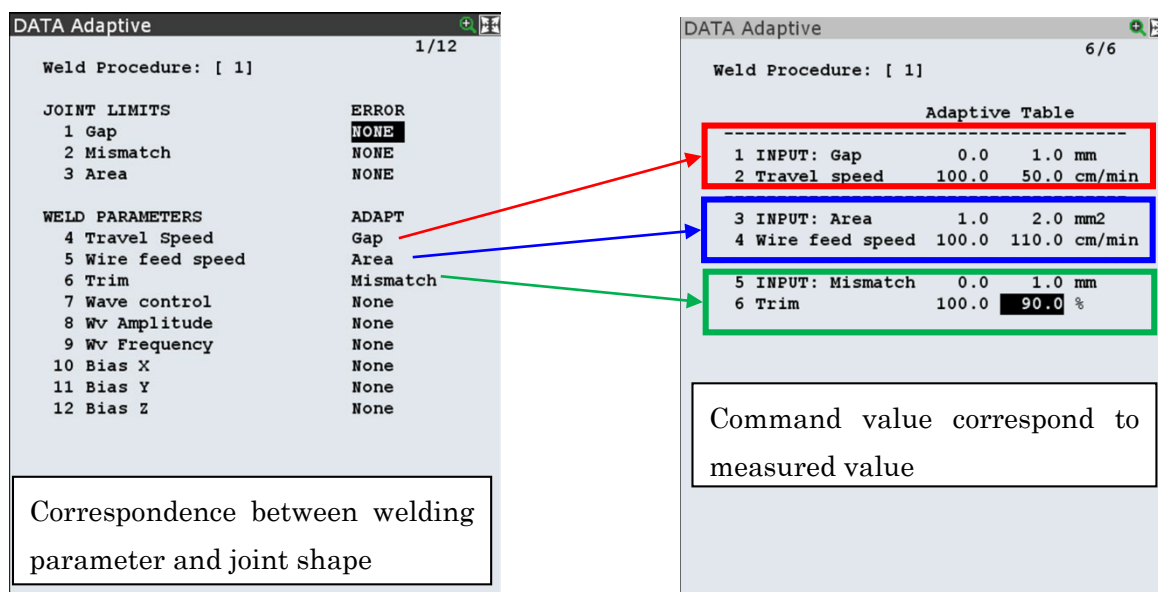 DATA Adaptive
1/12
Weld Procedure: [ 1]
JOINT LIMITS ERROR
1 Gap NONE
2 Mismatch NONE
3 Area NONE
WELD PARAMETERS ADAPT
4 Travel Speed Gap
5 Wire feed speed Area
6 Trim Mismatch
7 Wave control None
8 Wv Amplitude None
9 Wv Frequency None
10 Bias X None
11 Bias Y None
12 Bias Z None
Correspondence between welding
parameter and joint shape
DATA Adaptive
6/6
Weld Procedure: [ 1]
Adaptive Table
1 INPUT: Gap 0.0 1.0 mm
2 Travel speed 100.0 50.0 cm/min
3 INPUT: Area 1.0 2.0 mm2
4 Wire feed speed 100.0 110.0 cm/min
5 INPUT: Mismatch 0.0 1.0 mm
6 Trim 100.0 90.0 %
Command value correspond to
measured value